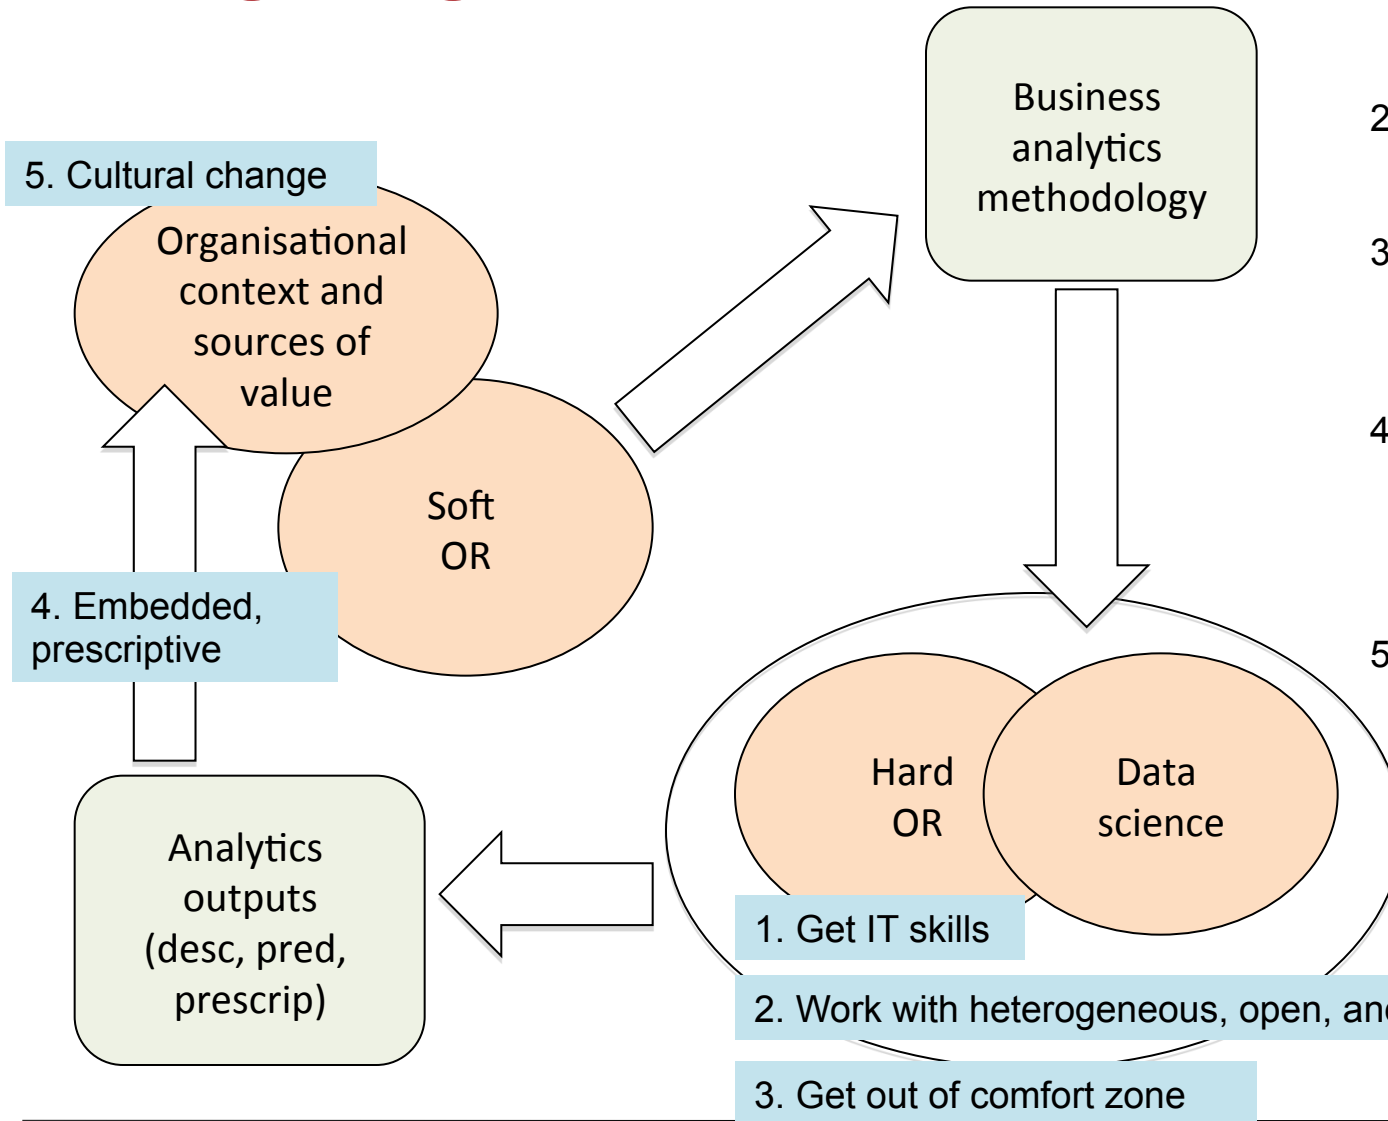 5. Cultural change
Organisational
context and
sources of
value
Soft
OR
4. Embedded,
prescriptive
Analytics
outputs
(desc, pred,
prescrip)
Business
analytics
methodology
Hard
OR
Data
science
1. Get IT skills
2. Work with heterogeneous, open, and
3. Get out of comfort zone
2
3
4
5